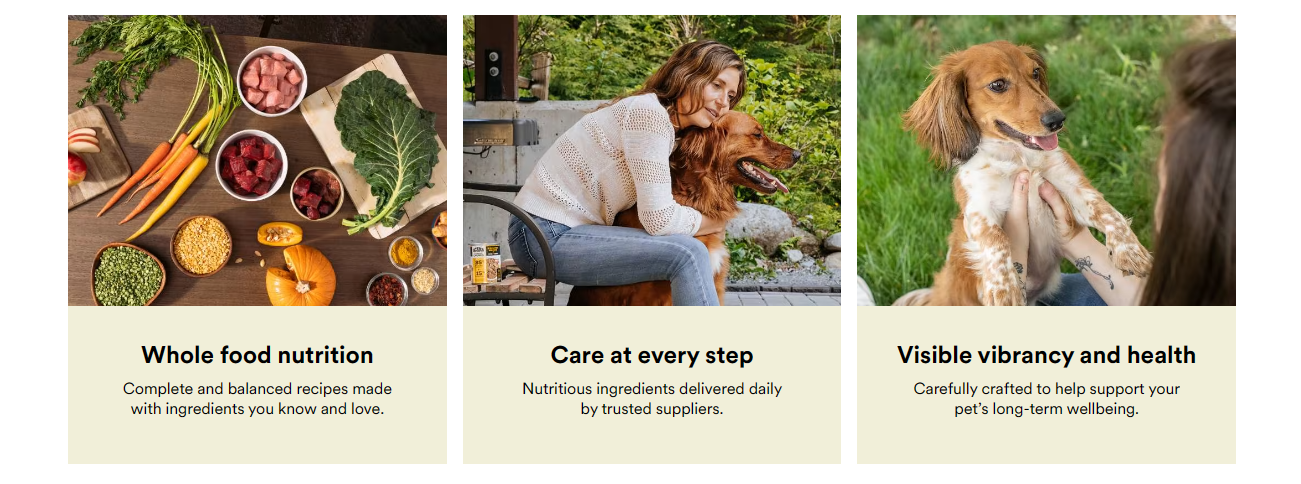 Whole food nutrition
Complete and balanced recipes made
with ingredients you know and love.
Care at every step
Nutritious ingredients delivered daily
by trusted suppliers.
Visible vibrancy and health
Carefully crafted to help support your
pet’s long-term wellbeing.